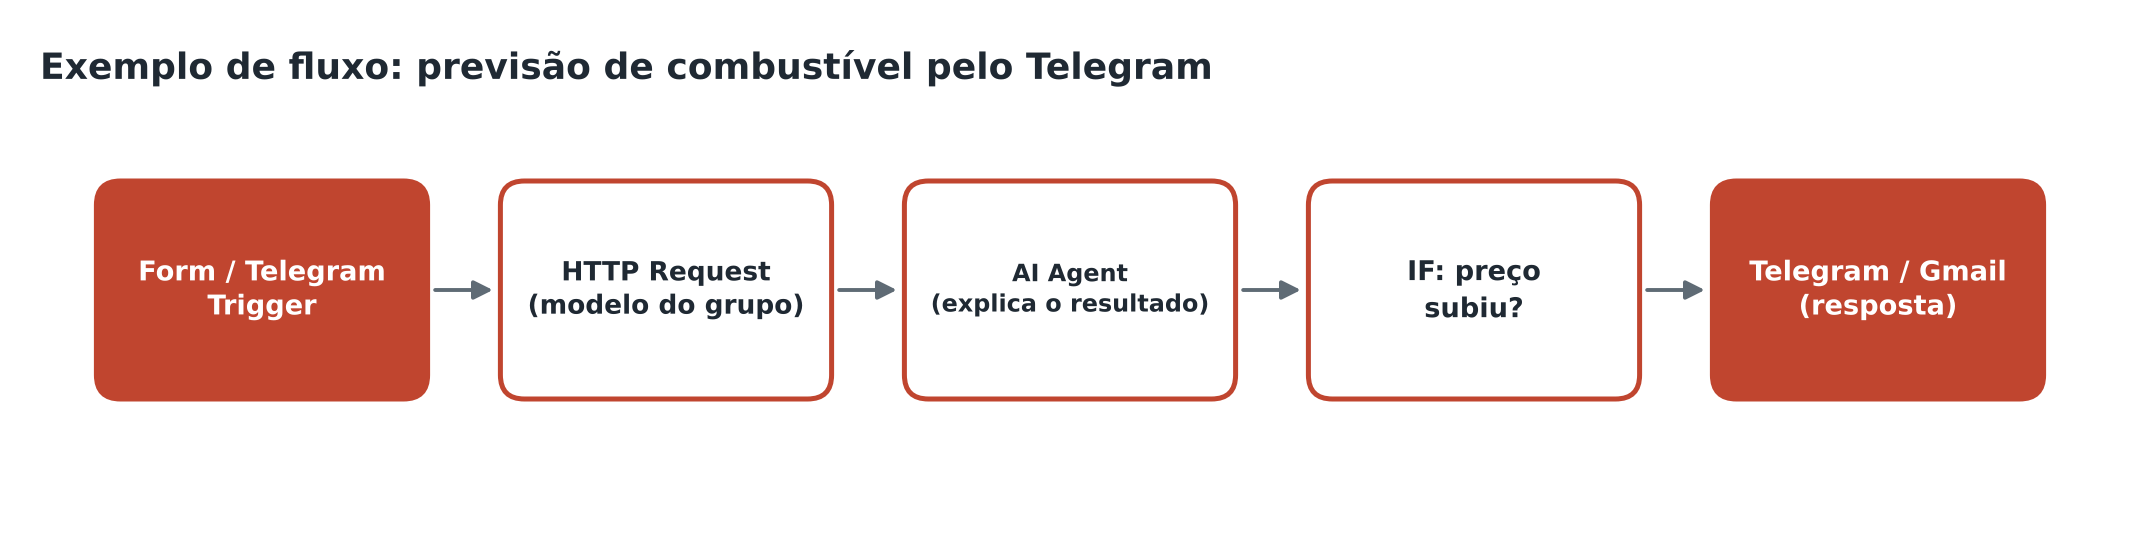 Exemplo de fluxo: previsão de combustível pelo Telegram
Form / Telegram
Trigger
HTTP Request
(modelo do grupo)
AI Agent
(explica o resultado)
IF: preço
subiu?
Telegram / Gmail
(resposta)